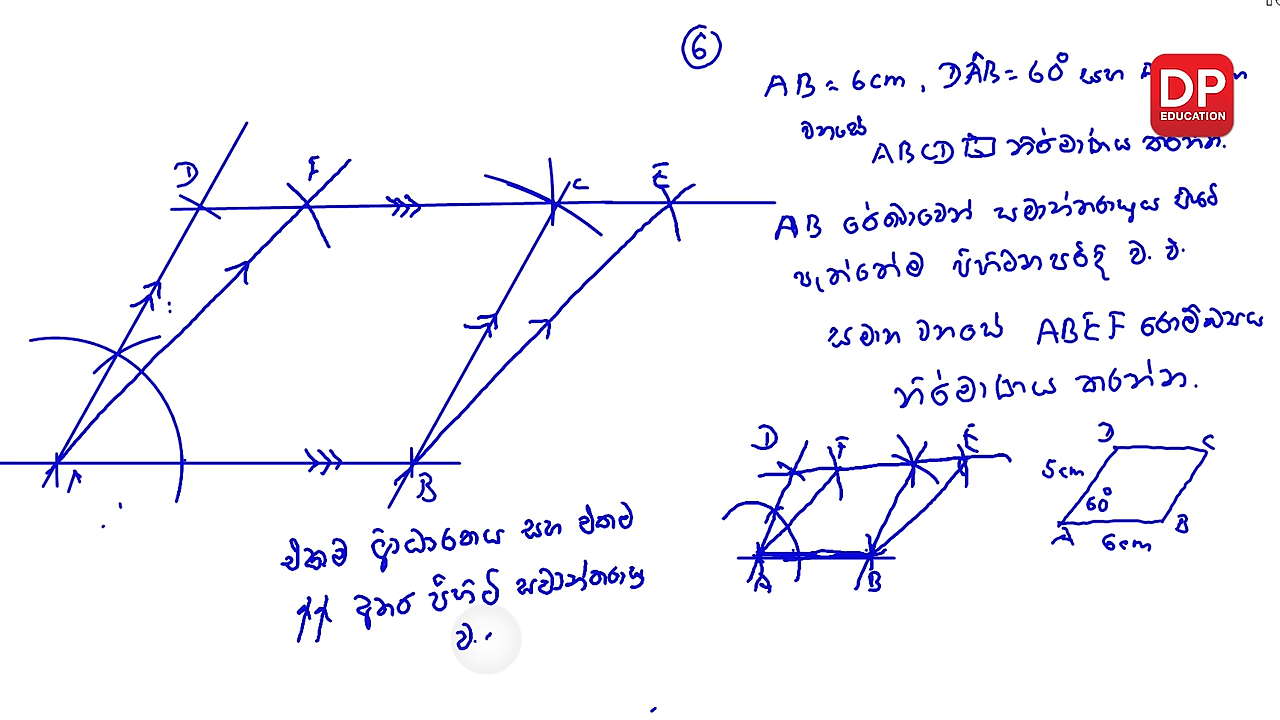 6
AB = 6cm, DÂB = 60° සහ
වනසේ
ABCD ▱ නිර්මාණය කරන්න.
AB රේඛාවෙන් සමාන්තරාස්‍රය පිහිටි
පැත්තේම පිහිටන පරිදි ව. ඵ.
සමාන වනසේ ABEF රොම්බසය
නිර්මාණය කරන්න.
D F C E
A B
D F E
A B
D C
5cm
60°
A B
6cm
එකම ආධාරකය සහ එකම
// අතර පිහිටි සමාන්තරාස්‍ර
ව.
DP
EDUCATION